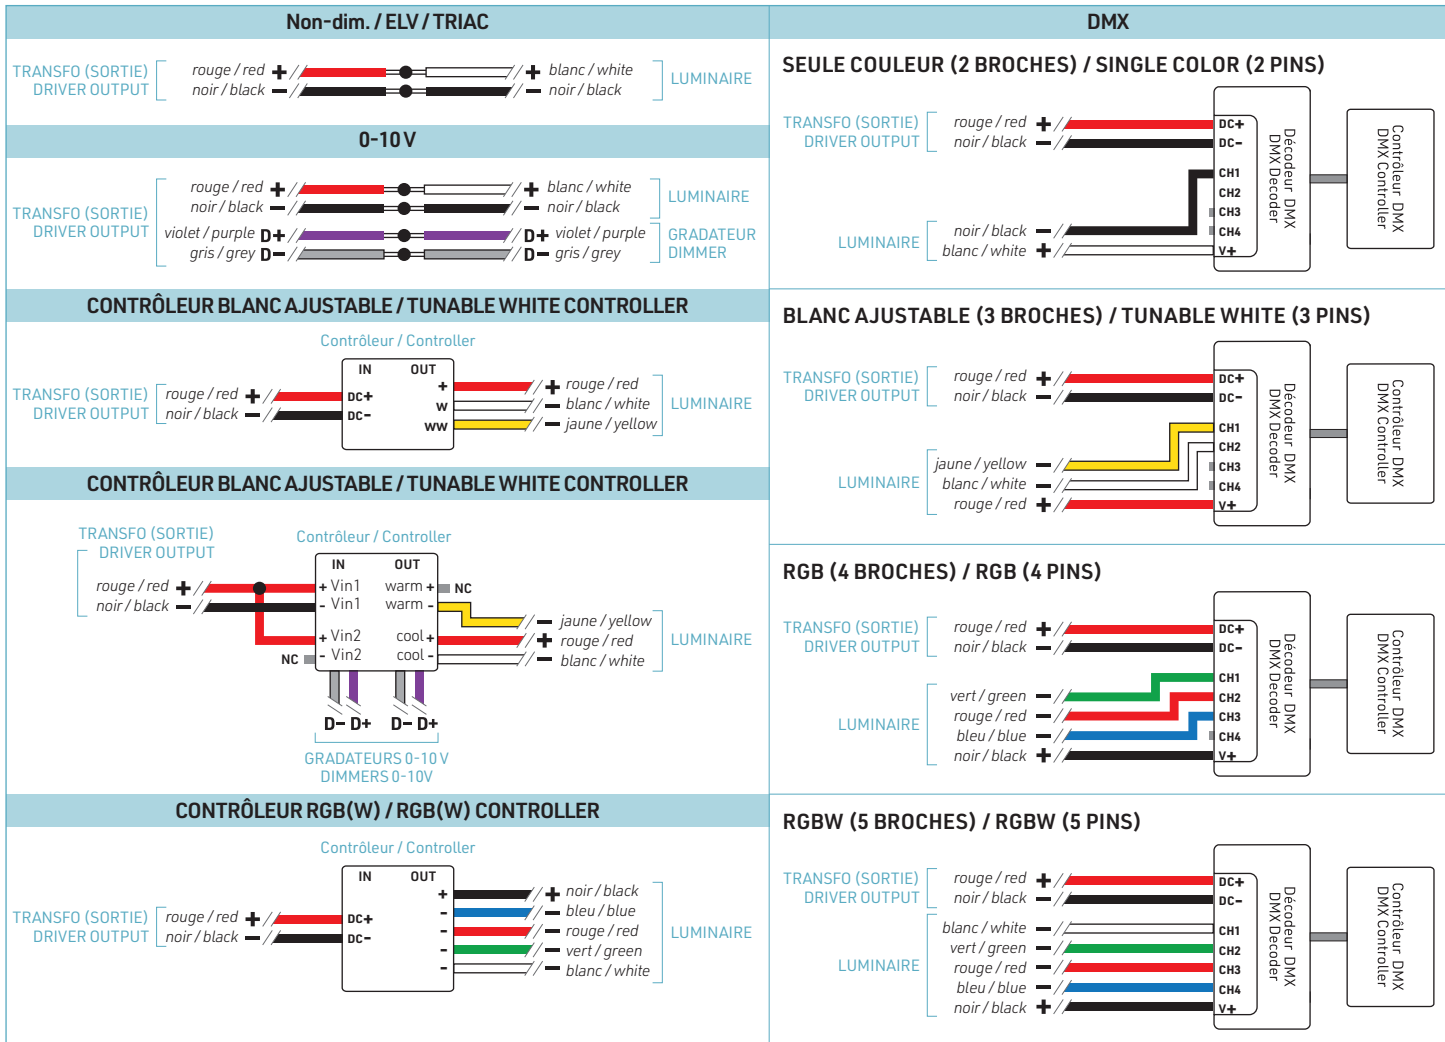 Non-dim. / ELV / TRIAC
TRANSFO (SORTIE)
DRIVER OUTPUT
rouge / red +
noir / black −
+ blanc / white
− noir / black
LUMINAIRE
0-10 V
TRANSFO (SORTIE)
DRIVER OUTPUT
rouge / red +
noir / black −
violet / purple D+
gris / grey D−
+ blanc / white
− noir / black
D+ violet / purple
D− gris / grey
LUMINAIRE
GRADATEUR
DIMMER
CONTRÔLEUR BLANC AJUSTABLE / TUNABLE WHITE CONTROLLER
Contrôleur / Controller
TRANSFO (SORTIE)
DRIVER OUTPUT
rouge / red +
noir / black −
IN OUT
DC+
DC−
+
W
WW
+ rouge / red
− blanc / white
− jaune / yellow
LUMINAIRE
CONTRÔLEUR BLANC AJUSTABLE / TUNABLE WHITE CONTROLLER
TRANSFO (SORTIE)
DRIVER OUTPUT
Contrôleur / Controller
rouge / red +
noir / black −
IN OUT
+ Vin1 warm + NC
- Vin1 warm -
+ Vin2 cool +
NC - Vin2 cool -
− jaune / yellow
+ rouge / red
− blanc / white
LUMINAIRE
D− D+ D− D+
GRADATEURS 0-10 V
DIMMERS 0-10V
CONTRÔLEUR RGB(W) / RGB(W) CONTROLLER
Contrôleur / Controller
TRANSFO (SORTIE)
DRIVER OUTPUT
rouge / red +
noir / black −
IN OUT
DC+
DC−
+
-
-
-
-
+ noir / black
− bleu / blue
− rouge / red
− vert / green
− blanc / white
LUMINAIRE
DMX
SEULE COULEUR (2 BROCHES) / SINGLE COLOR (2 PINS)
TRANSFO (SORTIE)
DRIVER OUTPUT
rouge / red +
noir / black −
LUMINAIRE
noir / black −
blanc / white +
DC+
DC−
CH1
CH2
CH3
CH4
V+
Décodeur DMX
DMX Decoder
Contrôleur DMX
DMX Controller
BLANC AJUSTABLE (3 BROCHES) / TUNABLE WHITE (3 PINS)
TRANSFO (SORTIE)
DRIVER OUTPUT
rouge / red +
noir / black −
LUMINAIRE
jaune / yellow −
blanc / white −
rouge / red +
DC+
DC−
CH1
CH2
CH3
CH4
V+
Décodeur DMX
DMX Decoder
Contrôleur DMX
DMX Controller
RGB (4 BROCHES) / RGB (4 PINS)
TRANSFO (SORTIE)
DRIVER OUTPUT
rouge / red +
noir / black −
LUMINAIRE
vert / green −
rouge / red −
bleu / blue −
noir / black +
DC+
DC−
CH1
CH2
CH3
CH4
V+
Décodeur DMX
DMX Decoder
Contrôleur DMX
DMX Controller
RGBW (5 BROCHES) / RGBW (5 PINS)
TRANSFO (SORTIE)
DRIVER OUTPUT
rouge / red +
noir / black −
LUMINAIRE
blanc / white −
vert / green −
rouge / red −
bleu / blue −
noir / black +
DC+
DC−
CH1
CH2
CH3
CH4
V+
Décodeur DMX
DMX Decoder
Contrôleur DMX
DMX Controller